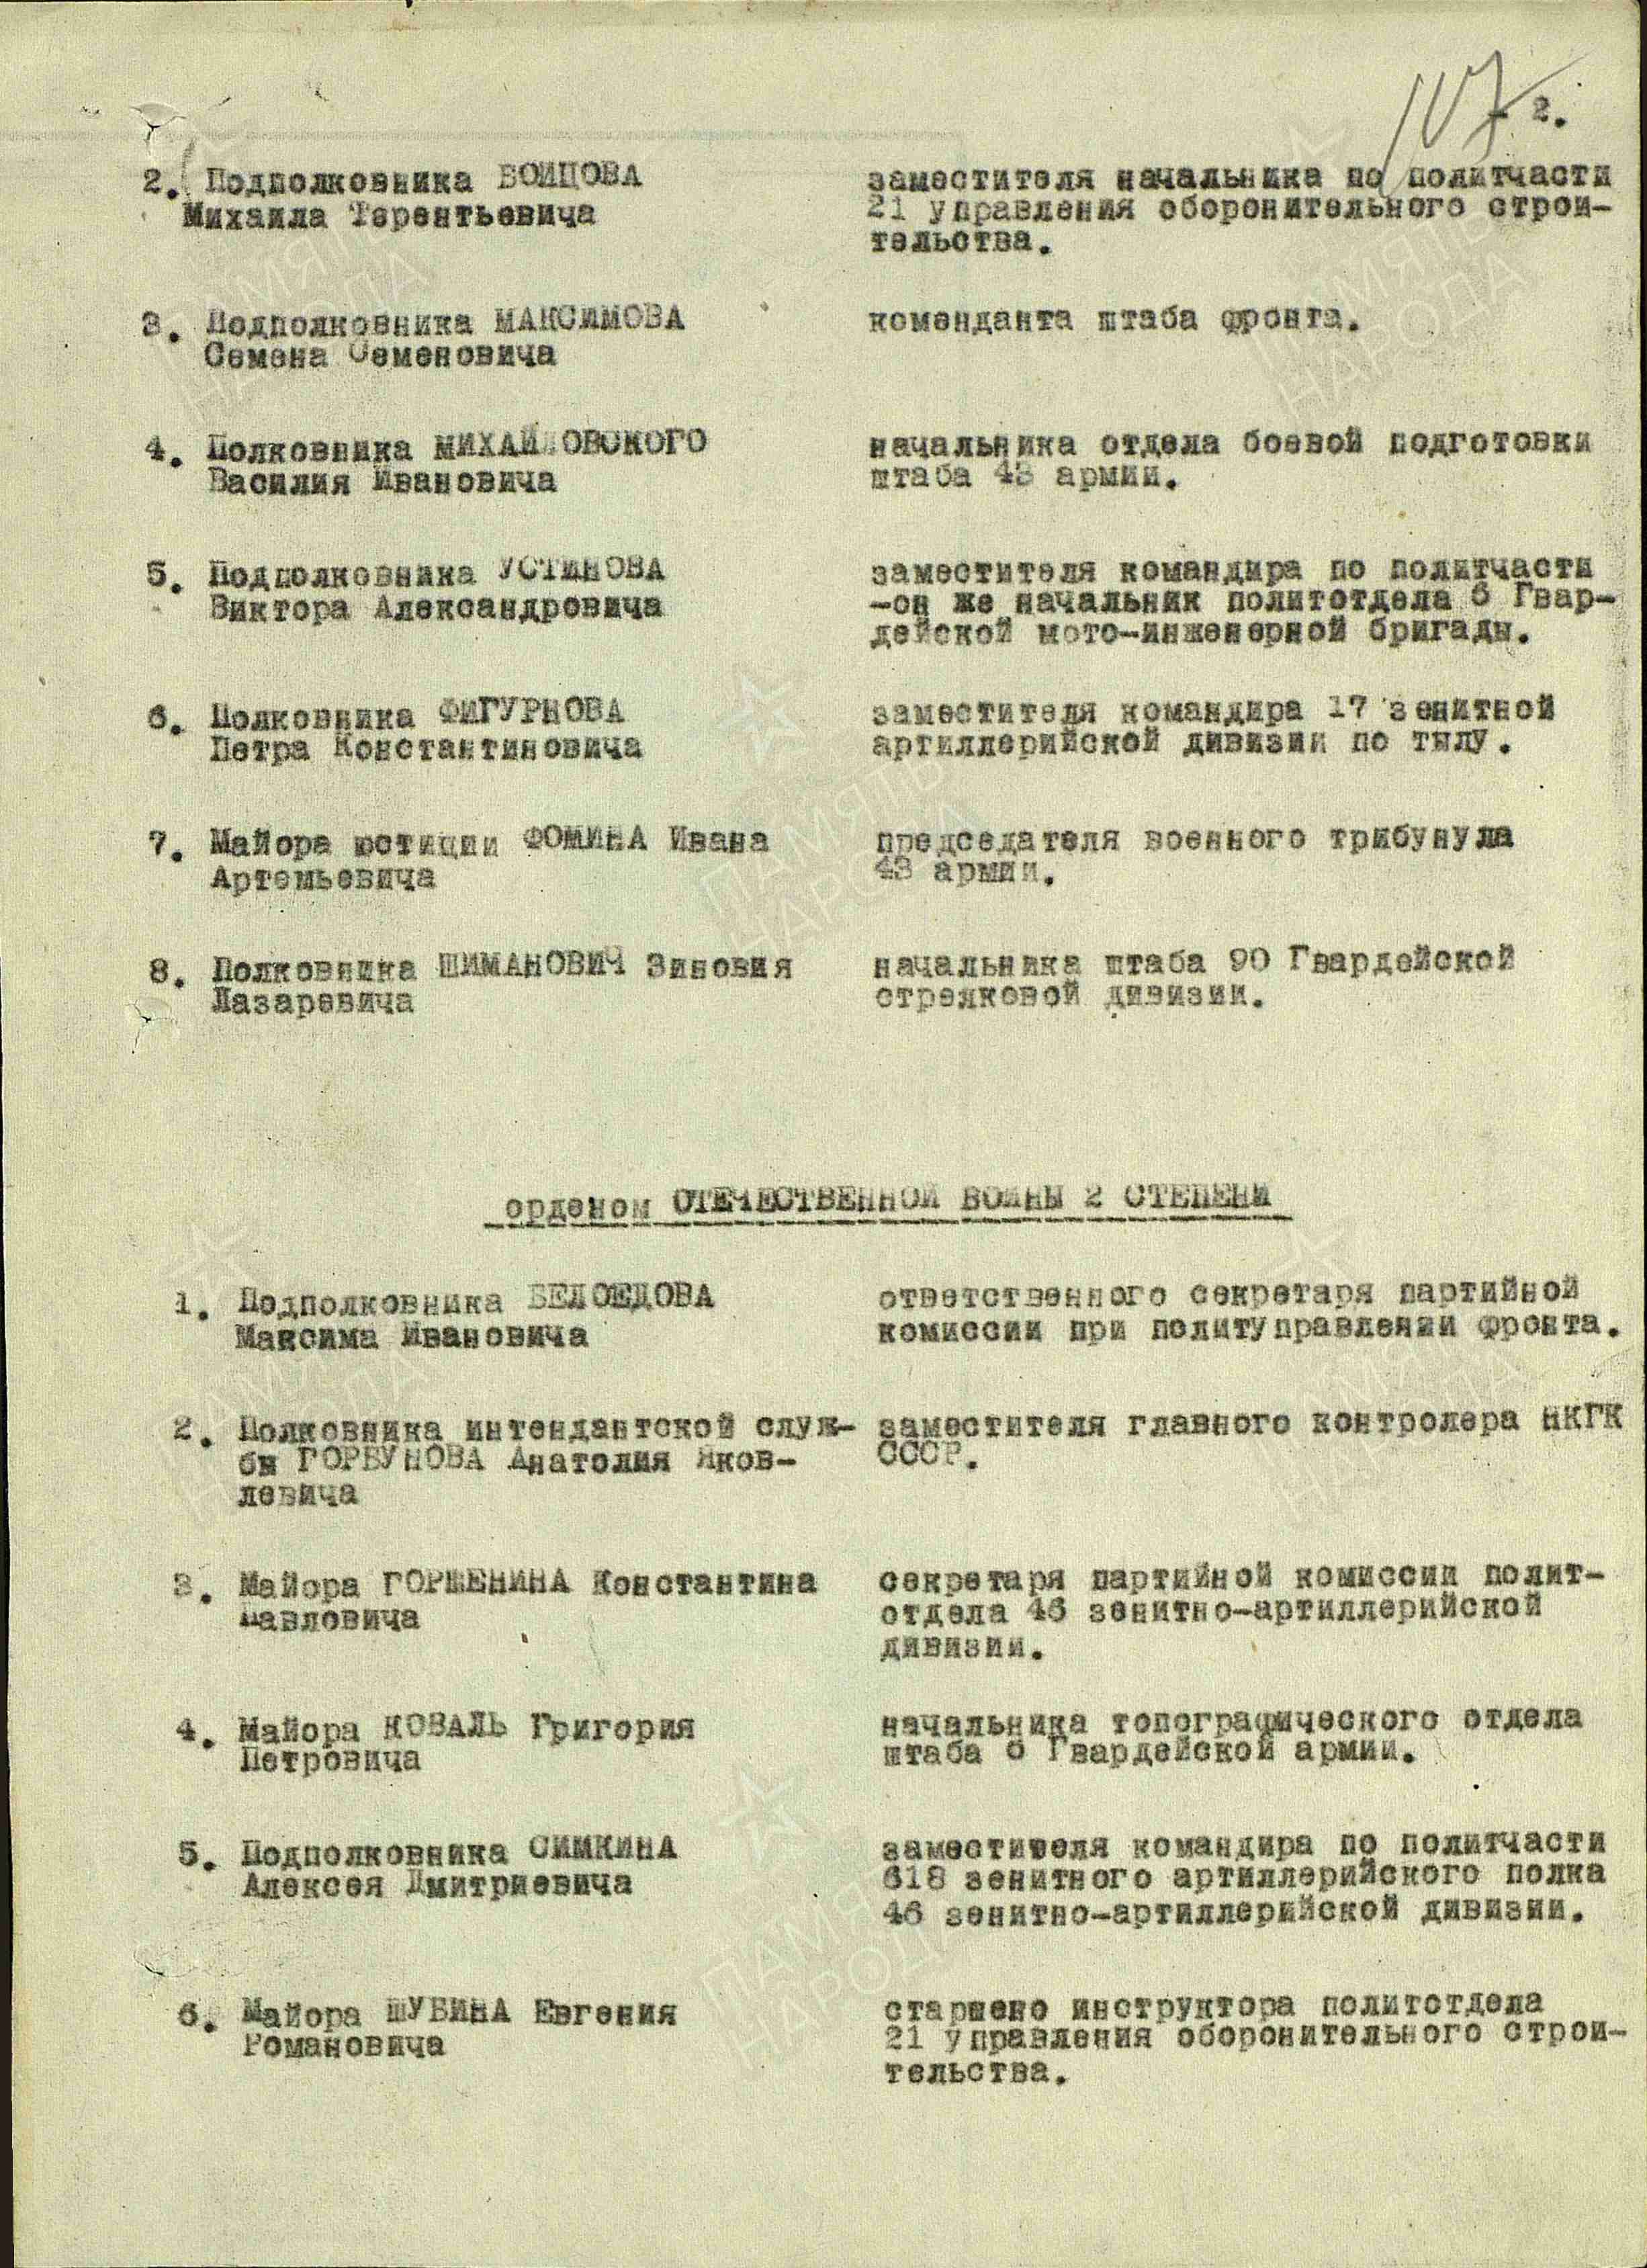 107
2.
2. Подполковника БОЙЦОВА
Михаила Терентьевича
заместителя начальника по политчасти
21 управления оборонительного строи-
тельства.
3. Подполковника МАКСИМОВА
Семена Семеновича
коменданта штаба фронта.
4. Полковника МИХАЙЛОВСКОГО
Василия Ивановича
начальника отдела боевой подготовки
штаба 43 армии.
5. Подполковника УСТИНОВА
Виктора Александровича
заместителя командира по политчасти
-он же начальник политотдела 5 Гвар-
дейской мото-инженерной бригады.
6. Полковника ФИГУРНОВА
Петра Константиновича
заместителя командира 17 зенитной
артиллерийской дивизии по тылу.
7. Майора юстиции ФОМИНА Ивана
Артемьевича
председателя военного трибунула
43 армии.
8. Полковника ШИМАНОВИЧ Зиновия
Лазаревича
начальника штаба 90 Гвардейской
стрелковой дивизии.
орденом ОТЕЧЕСТВЕННОЙ ВОЙНЫ 2 СТЕПЕНИ
1. Подполковника БЕЛОЕДОВА
Максима Ивановича
ответственного секретаря партийной
комиссии при политуправлении фронта.
2. Полковника интендантской служ-
бы ГОРБУНОВА Анатолия Яков-
левича
заместителя главного контролера НКГК
СССР.
3. Майора ГОРШЕНИНА Константина
Павловича
секретаря партийной комиссии полит-
отдела 46 зенитно-артиллерийской
дивизии.
4. Майора КОВАЛЬ Григория
Петровича
начальника топографического отдела
штаба 6 Гвардейской армии.
5. Подполковника СИМКИНА
Алексея Дмитриевича
заместителя командира по политчасти
618 зенитного артиллерийского полка
46 зенитно-артиллерийской дивизии.
6. Майора ШУБИНА Евгения
Романовича
старшего инструктора политотдела
21 управления оборонительного строи-
тельства.
ПАМЯТЬ
НАРОДА